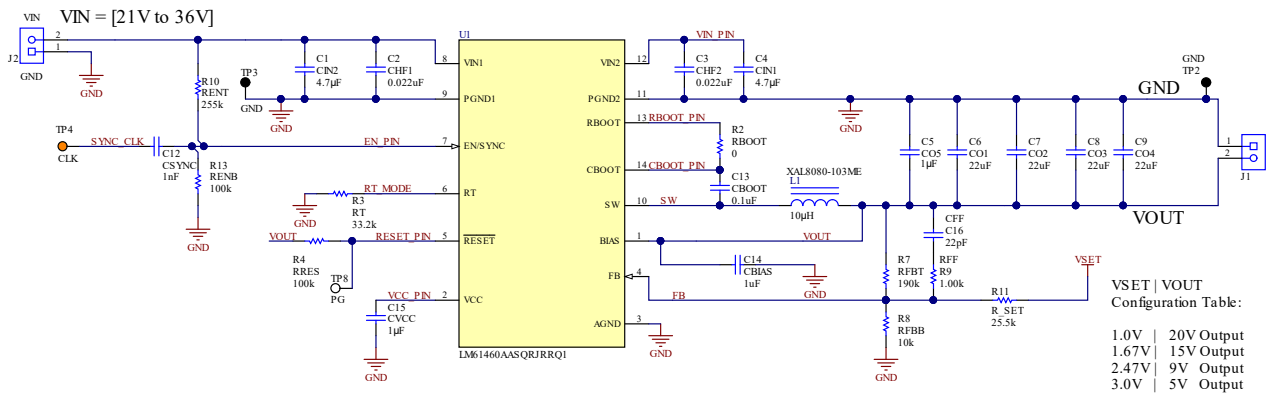 VIN
VIN = [21V to 36V]
2
1
J2
GND
GND
R10
RENT
255k
TP3
GND
GND
C1
CIN2
4.7µF
C2
CHF1
0.022uF
TP4
CLK
SYNC_CLK
C12
CSYNC
1nF
R13
RENB
100k
GND
EN_PIN
GND
RT_MODE
R3
RT
33.2k
VOUT
RESET_PIN
R4
RRES
100k
TP8
PG
VCC_PIN
C15
CVCC
1µF
GND
U1
8
VIN1
9
PGND1
7
EN/SYNC
6
RT
5
RESET
2
VCC
VIN2
12
PGND2
11
RBOOT
13
CBOOT
14
SW
10
BIAS
1
FB
4
AGND
3
LM61460AASQRJRRQ1
VIN_PIN
C3
CHF2
0.022uF
C4
CIN1
4.7µF
GND
RBOOT_PIN
R2
RBOOT
0
CBOOT_PIN
C13
CBOOT
0.1uF
SW
XAL8080-103ME
L1
10µH
VOUT
C14
CBIAS
1uF
GND
FB
GND
GND
R7
RFBT
190k
R8
RFBB
10k
GND
CFF
C16
22pF
RFF
R9
1.00k
R11
R_SET
25.5k
VSET
C5
CO5
1µF
C6
CO1
22uF
C7
CO2
22uF
C8
CO3
22uF
C9
CO4
22uF
GND
GND
TP2
VOUT
1
2
J1
VSET | VOUT
Configuration Table:
1.0V | 20V Output
1.67V | 15V Output
2.47V | 9V Output
3.0V | 5V Output